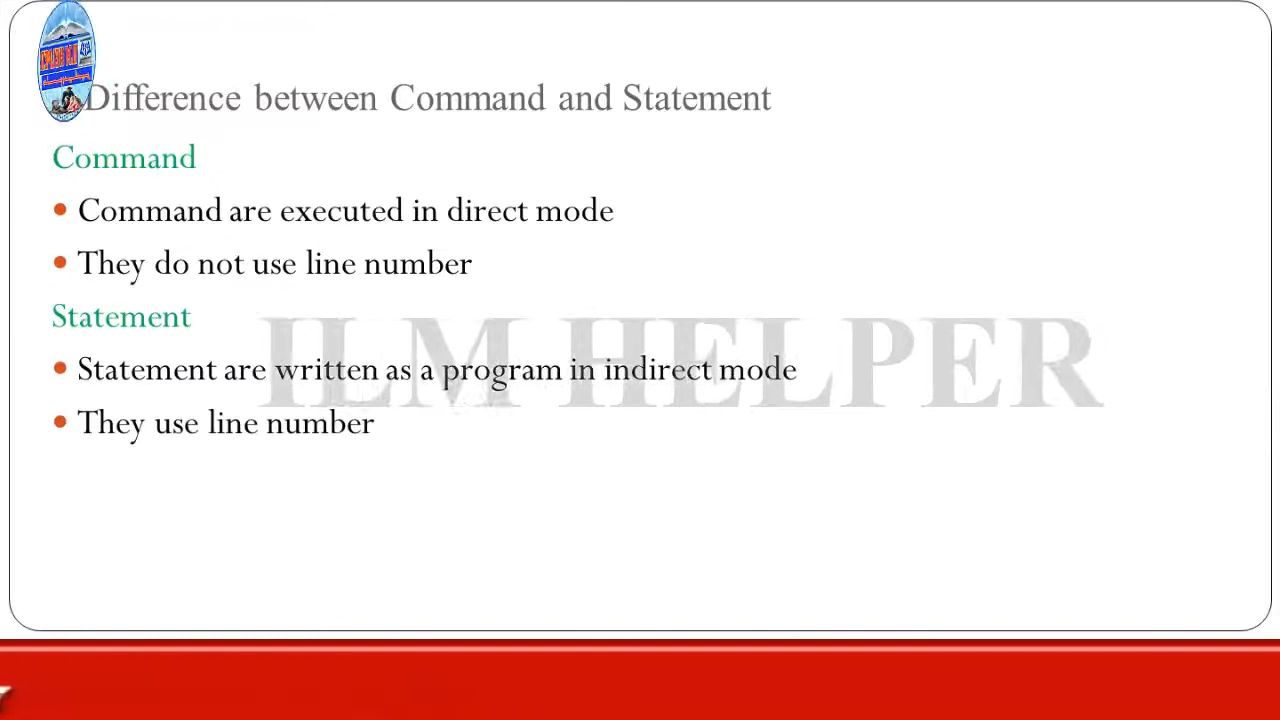 Difference between Command and Statement
Command
• Command are executed in direct mode
• They do not use line number
Statement
ILM HELPER
• Statement are written as a program in indirect mode
• They use line number